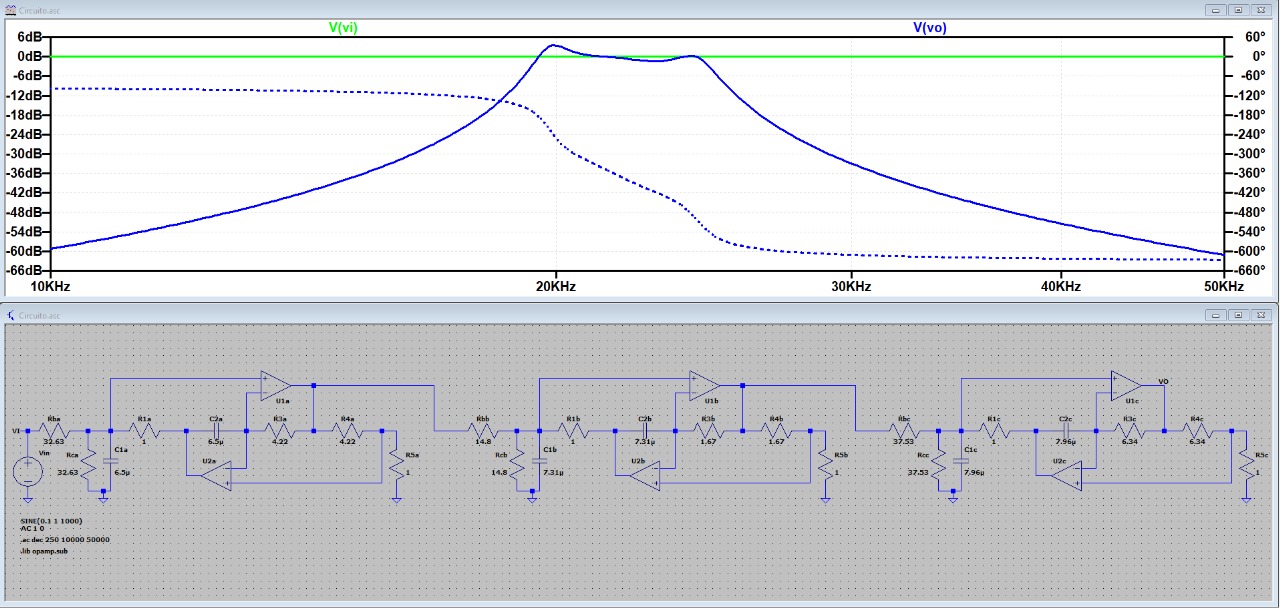 Circuito.asc
V(vi) V(vo)
6dB 60°
0dB 0°
-6dB -60°
-12dB -120°
-18dB -180°
-24dB -240°
-30dB -300°
-36dB -360°
-42dB -420°
-48dB -480°
-54dB -540°
-60dB -600°
-66dB -660°
10KHz 20KHz 30KHz 40KHz 50KHz
Circuito.asc
+ + + VO
- - -
U1a U1b U1c
Rba R1a C2a R3a R4a Rbb R1b C2b R3b R4b Rbc R1c C2c R3c R4c
VI
32.63 1 6.5µ 4.22 4.22 14.8 1 7.31µ 1.67 1.67 37.53 1 7.96µ 6.34 6.34
Vin Rca C1a U2a R5a Rcb C1b U2b R5b Rcc C1c U2c R5c
32.63 6.5µ 1 14.8 7.31µ 1 37.53 7.96µ 1
SINE(0.1 1 1000)
AC 1 0
.ac dec 250 10000 50000
.lib opamp.sub